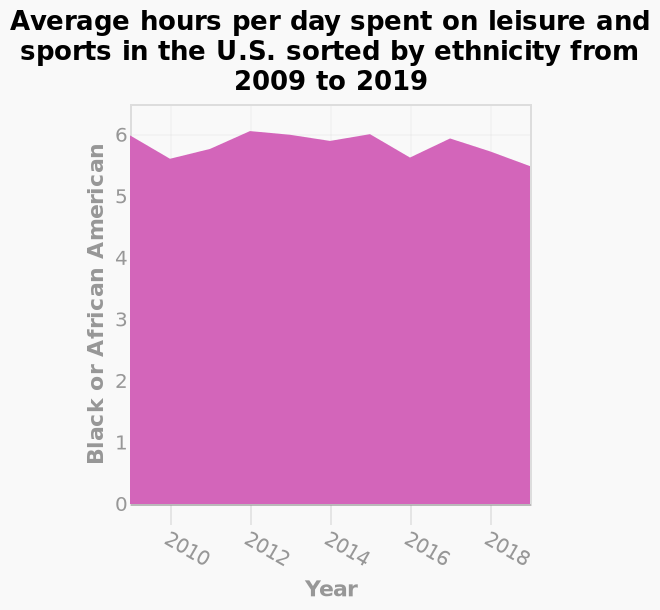 Average hours per day spent on leisure and
sports in the U.S. sorted by ethnicity from
2009 to 2019
Black or African American
6
5
4
3
2
1
0
2010
2012
2014
2016
2018
Year